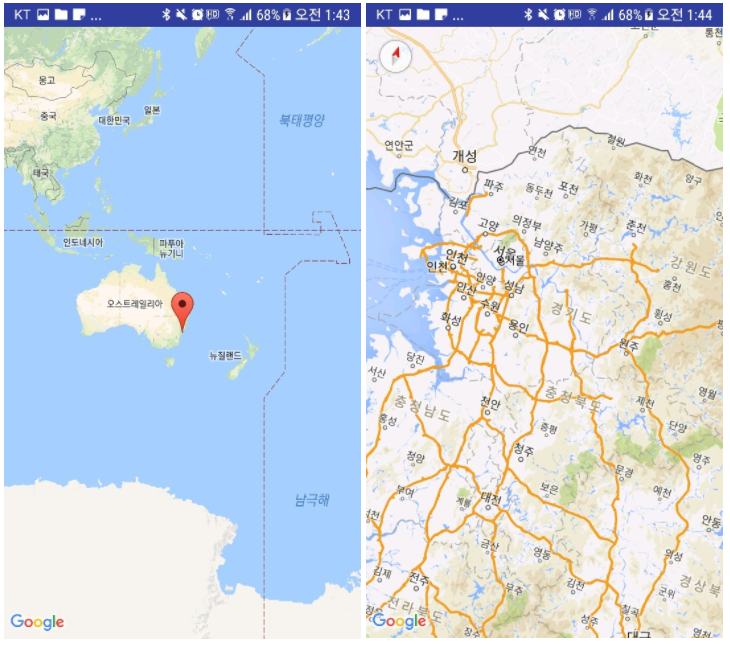 KT ... 68% 오전 1:43
몽고
일본
중국
대한민국
북태평양
태국
인도네시아
파푸아
뉴기니
오스트레일리아
뉴질랜드
남극해
Google
KT ... 68% 오전 1:44
통천
연안군
개성
연천
철원
파주
동두천
포천
화천
양구
김포
고양
의정부
가평
춘천
남양주
인천
서울
서울
인천
강원도
안양
성남
홍천
안산
수원
경기도
화성
용인
횡성
원주
당진
서산
영월
제천
충청남도
천안
충청북도
홍성
증평
단양
청주
청양
영주
문경
부여
계룡
대전
보은
예천
안동
금산
영동
의성
김제
전주
무주
김천
군위
경상북
전라북도
칠곡
성주
영천
장수
대구
Google